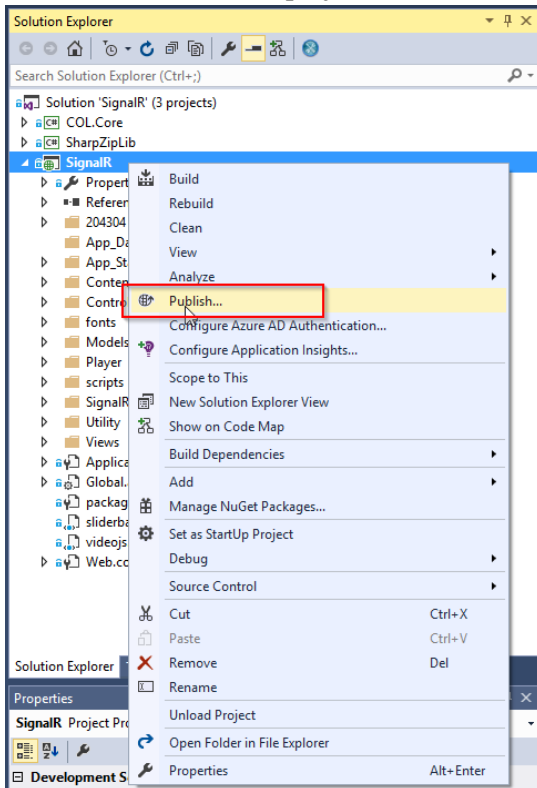 Solution Explorer
Search Solution Explorer (Ctrl+;)
Solution 'SignalR' (3 projects)
C# COL.Core
C# SharpZipLib
SignalR
Propert
Referen
204304
App_Da
App_St
Conten
Contro
fonts
Models
Player
scripts
SignalR
Utility
Views
Applica
Global.
packag
sliderba
videojs
Web.co
Build
Rebuild
Clean
View
Analyze
Publish...
Configure Azure AD Authentication...
Configure Application Insights...
Scope to This
New Solution Explorer View
Show on Code Map
Build Dependencies
Add
Manage NuGet Packages...
Set as StartUp Project
Debug
Source Control
Cut Ctrl+X
Paste Ctrl+V
Remove Del
Rename
Unload Project
Open Folder in File Explorer
Properties Alt+Enter
Solution Explorer
Properties
SignalR Project Pro
Development S